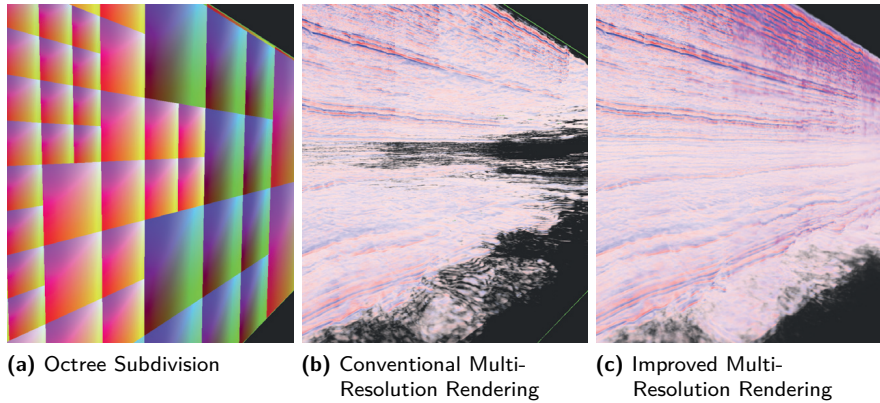 (a) Octree Subdivision
(b) Conventional Multi-
Resolution Rendering
(c) Improved Multi-
Resolution Rendering